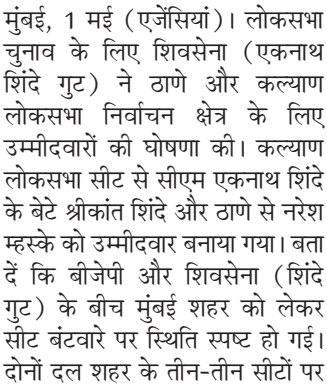 मुंबई, 1 मई (एजेंसियां)। लोकसभा
चुनाव के लिए शिवसेना (एकनाथ
शिंदे गुट) ने ठाणे और कल्याण
लोकसभा निर्वाचन क्षेत्र के लिए
उम्मीदवारों की घोषणा की। कल्याण
लोकसभा सीट से सीएम एकनाथ शिंदे
के बेटे श्रीकांत शिंदे और ठाणे से नरेश
म्हस्के को उम्मीदवार बनाया गया। बता
दें कि बीजेपी और शिवसेना (शिंदे
गुट) के बीच मुंबई शहर को लेकर
सीट बंटवारे पर स्थिति स्पष्ट हो गई।
दोनों दल शहर के तीन-तीन सीटों पर